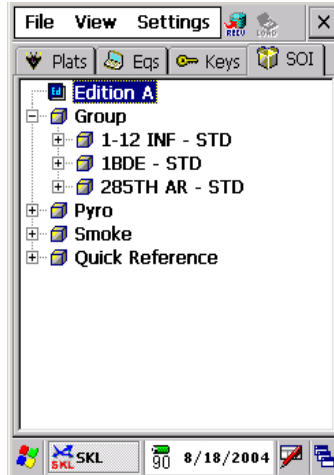 File View Settings RECV LOAD X
Plats Eqs Keys SOI
Ed Edition A
Group
1-12 INF - STD
1BDE - STD
285TH AR - STD
Pyro
Smoke
Quick Reference
SKL SKL 90 8/18/2004